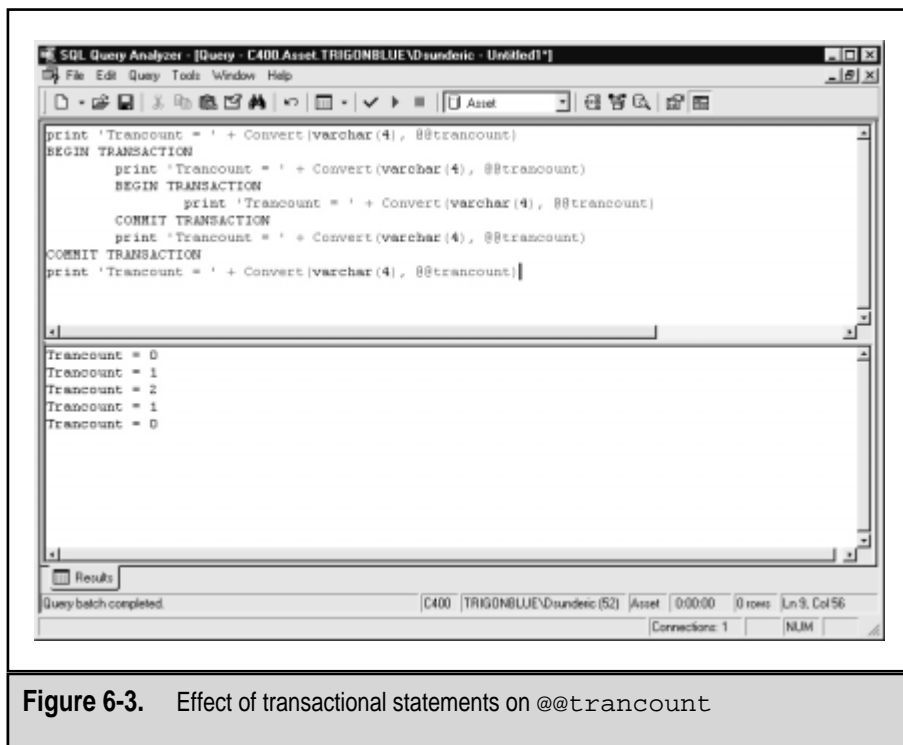 SQL Query Analyzer - [Query - C400.Asset.TRIGONBLUE\Dsunderic - Untitled1*]
File Edit Query Tools Window Help
Asset
print 'Trancount = ' + Convert(varchar(4), @@trancount)
BEGIN TRANSACTION
print 'Trancount = ' + Convert(varchar(4), @@trancount)
BEGIN TRANSACTION
print 'Trancount = ' + Convert(varchar(4), @@trancount)
COMMIT TRANSACTION
print 'Trancount = ' + Convert(varchar(4), @@trancount)
COMMIT TRANSACTION
print 'Trancount = ' + Convert(varchar(4), @@trancount)
Trancount = 0
Trancount = 1
Trancount = 2
Trancount = 1
Trancount = 0
Results
Query batch completed. C400 TRIGONBLUE\Dsunderic (52) Asset 0:00:00 0 rows Ln 9, Col 56
Connections: 1 NUM
Figure 6-3. Effect of transactional statements on @@trancount